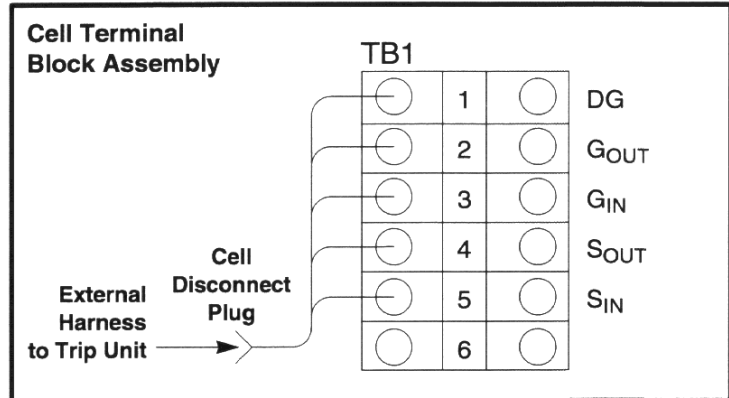 Cell Terminal
Block Assembly
TB1
1 DG
2 GOUT
3 GIN
4 SOUT
5 SIN
6
Cell
Disconnect
Plug
External
Harness
to Trip Unit